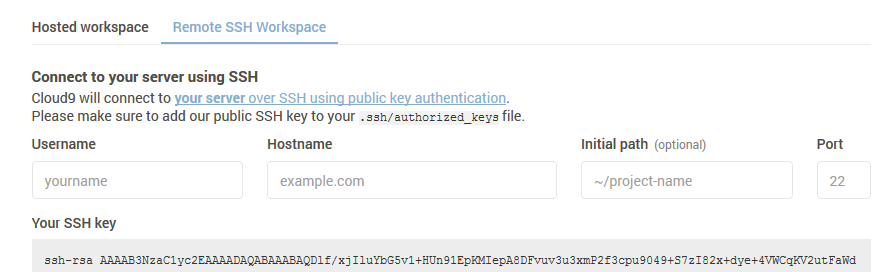 Hosted workspace Remote SSH Workspace
Connect to your server using SSH
Cloud9 will connect to your server over SSH using public key authentication.
Please make sure to add our public SSH key to your .ssh/authorized_keys file.
Username Hostname Initial path (optional) Port
yourname example.com ~/project-name 22
Your SSH key
ssh-rsa AAAAB3NzaC1yc2EAAAADAQABAAABAQDlf/xjIluYbG5v1+HUn91EpKMIepA8DFvuv3u3xmP2f3cpu9049+S7zI82x+dye+4VWCqKV2utFaWd